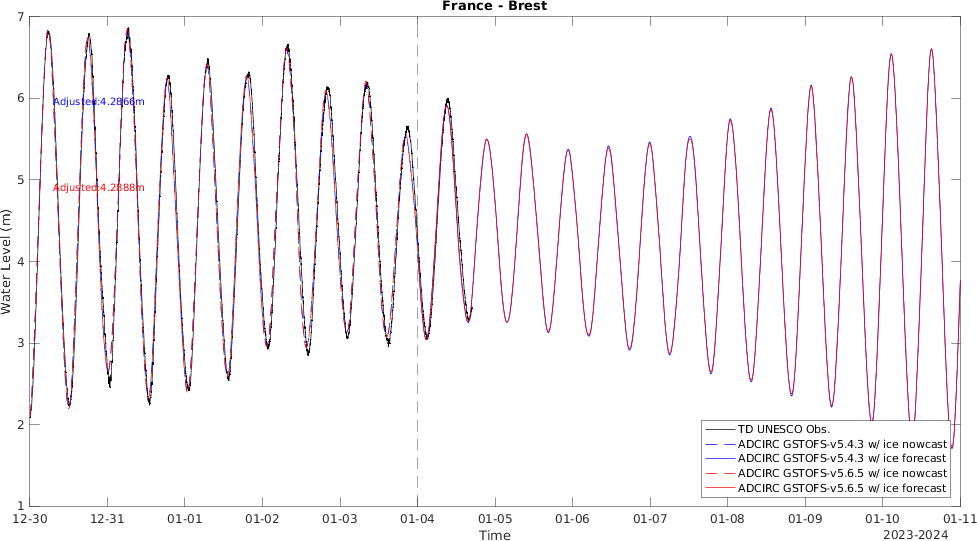 France - Brest
7
6
5
4
3
2
1
Water Level (m)
Adjusted:4.2866m
Adjusted:4.2888m
TD UNESCO Obs.
ADCIRC GSTOFS-v5.4.3 w/ ice nowcast
ADCIRC GSTOFS-v5.4.3 w/ ice forecast
ADCIRC GSTOFS-v5.6.5 w/ ice nowcast
ADCIRC GSTOFS-v5.6.5 w/ ice forecast
12-30 12-31 01-01 01-02 01-03 01-04 01-05 01-06 01-07 01-08 01-09 01-10 01-11
Time
2023-2024